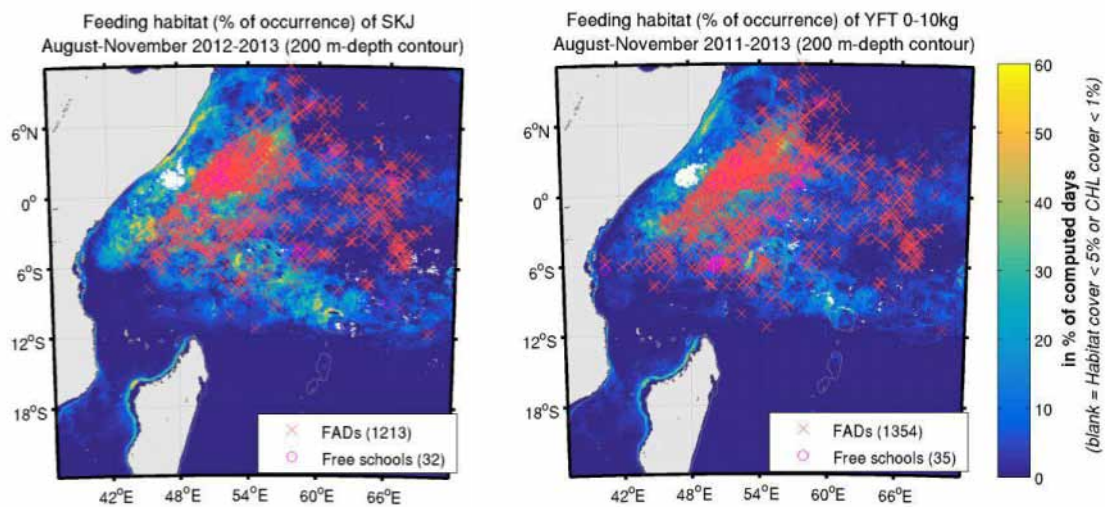 Feeding habitat (% of occurrence) of SKJ
August-November 2012-2013 (200 m-depth contour)
6°N
0°
6°S
12°S
18°S
42°E
48°E
54°E
60°E
66°E
FADs (1213)
Free schools (32)
Feeding habitat (% of occurrence) of YFT 0-10kg
August-November 2011-2013 (200 m-depth contour)
6°N
0°
6°S
12°S
18°S
42°E
48°E
54°E
60°E
66°E
FADs (1354)
Free schools (35)
60
50
40
30
20
10
0
in % of computed days
(blank = Habitat cover < 5% or CHL cover < 1%)